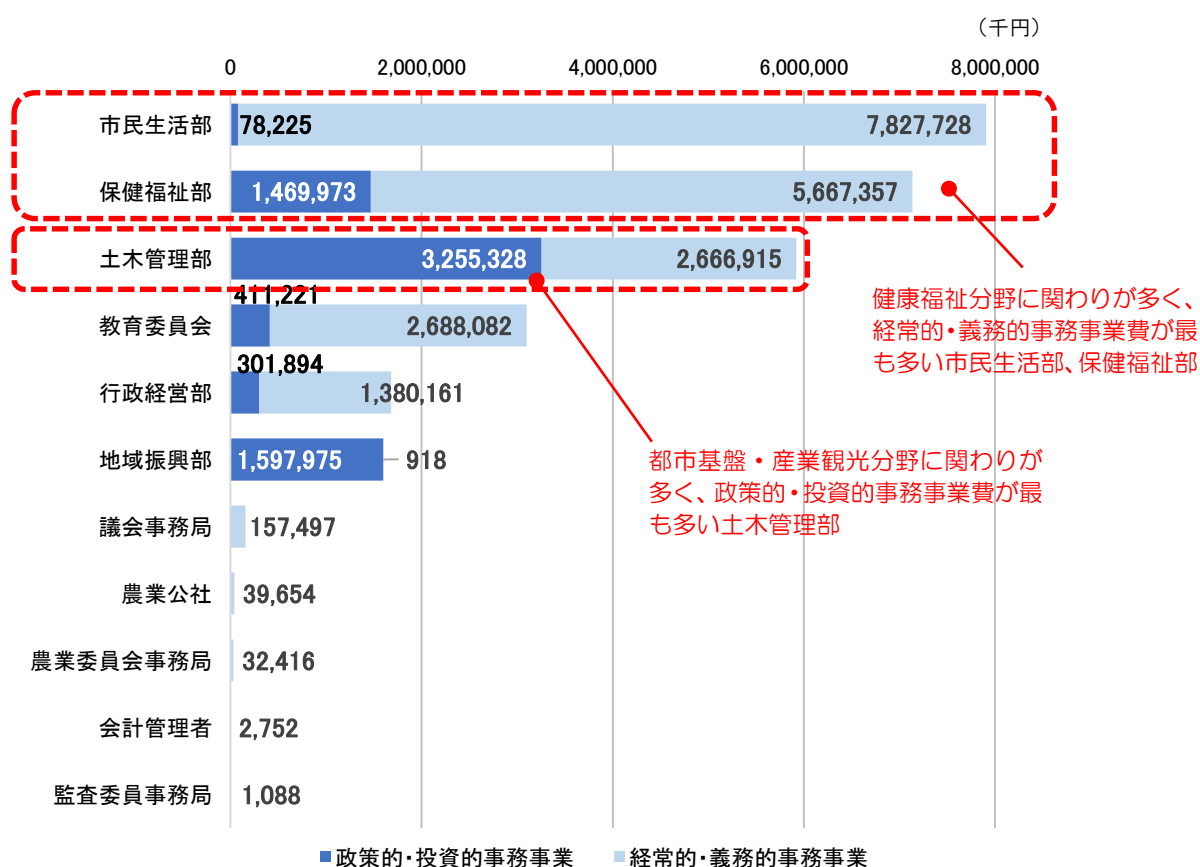 （千円）
0 2,000,000 4,000,000 6,000,000 8,000,000
市民生活部 78,225 7,827,728
保健福祉部 1,469,973 5,667,357
土木管理部 3,255,328 2,666,915
教育委員会 411,221 2,688,082
行政経営部 301,894 1,380,161
地域振興部 1,597,975 918
議会事務局 157,497
農業公社 39,654
農業委員会事務局 32,416
会計管理者 2,752
監査委員事務局 1,088
健康福祉分野に関わりが多く、
経常的・義務的事務事業費が最
も多い市民生活部、保健福祉部
都市基盤・産業観光分野に関わりが
多く、政策的・投資的事務事業費が最
も多い土木管理部
政策的・投資的事務事業 経常的・義務的事務事業